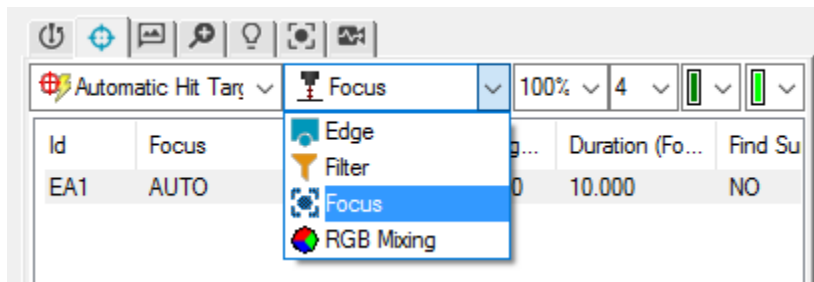 Automatic Hit Targ Focus 100% 4
Id Focus g... Duration (Fo... Find Su
EA1 AUTO 0 10.000 NO
Edge
Filter
Focus
RGB Mixing